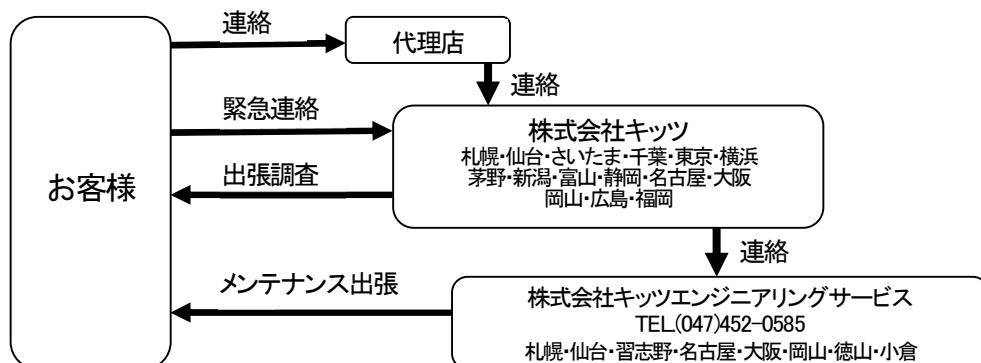 連絡
代理店
連絡
緊急連絡
株式会社キッツ
札幌・仙台・さいたま・千葉・東京・横浜
茅野・新潟・富山・静岡・名古屋・大阪
岡山・広島・福岡
お客様
出張調査
連絡
メンテナンス出張
株式会社キッツエンジニアリングサービス
TEL.(047)452-0585
札幌・仙台・習志野・名古屋・大阪・岡山・徳山・小倉